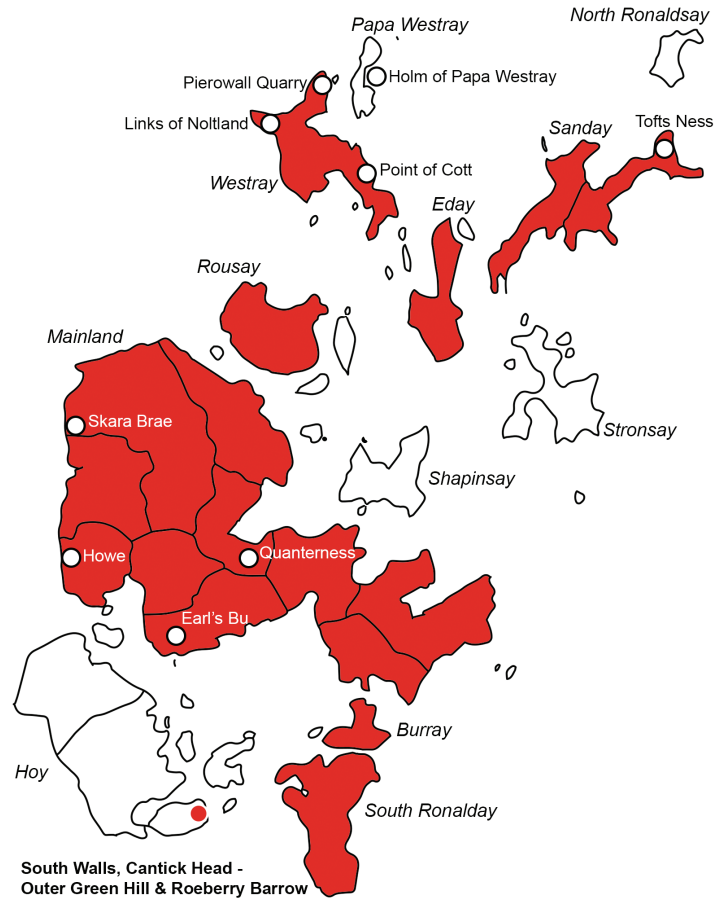 North Ronaldsay
Papa Westray
Pierowall Quarry
Holm of Papa Westray
Links of Noltland
Sanday
Tofts Ness
Point of Cott
Westray
Eday
Rousay
Mainland
Skara Brae
Stronsay
Shapinsay
Howe
Quanterness
Earl's Bu
Burray
Hoy
South Ronalday
South Walls, Cantick Head -
Outer Green Hill & Roeberry Barrow